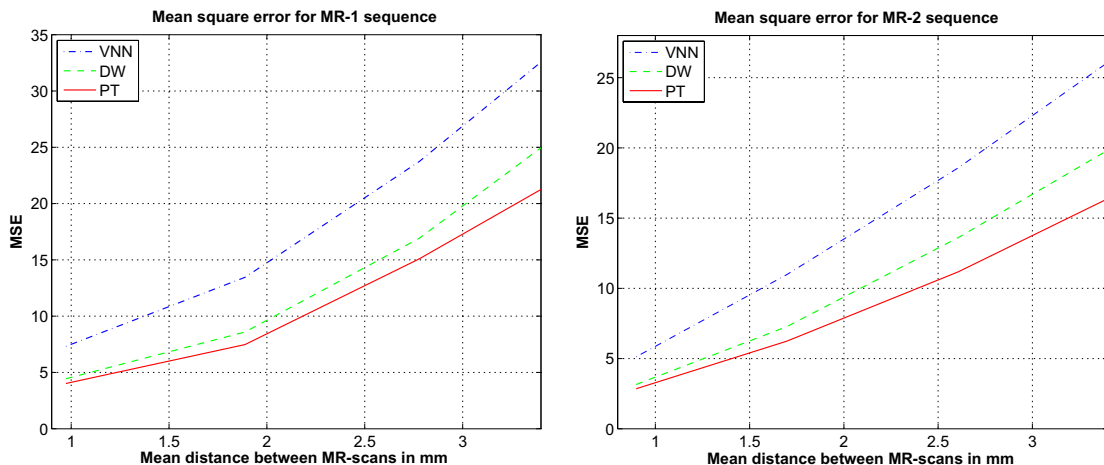 Mean square error for MR-1 sequence
35
30
25
20
15
10
5
0
MSE
VNN
DW
PT
1
1.5
2
2.5
3
Mean distance between MR-scans in mm
Mean square error for MR-2 sequence
25
20
15
10
5
0
MSE
VNN
DW
PT
1
1.5
2
2.5
3
Mean distance between MR-scans in mm